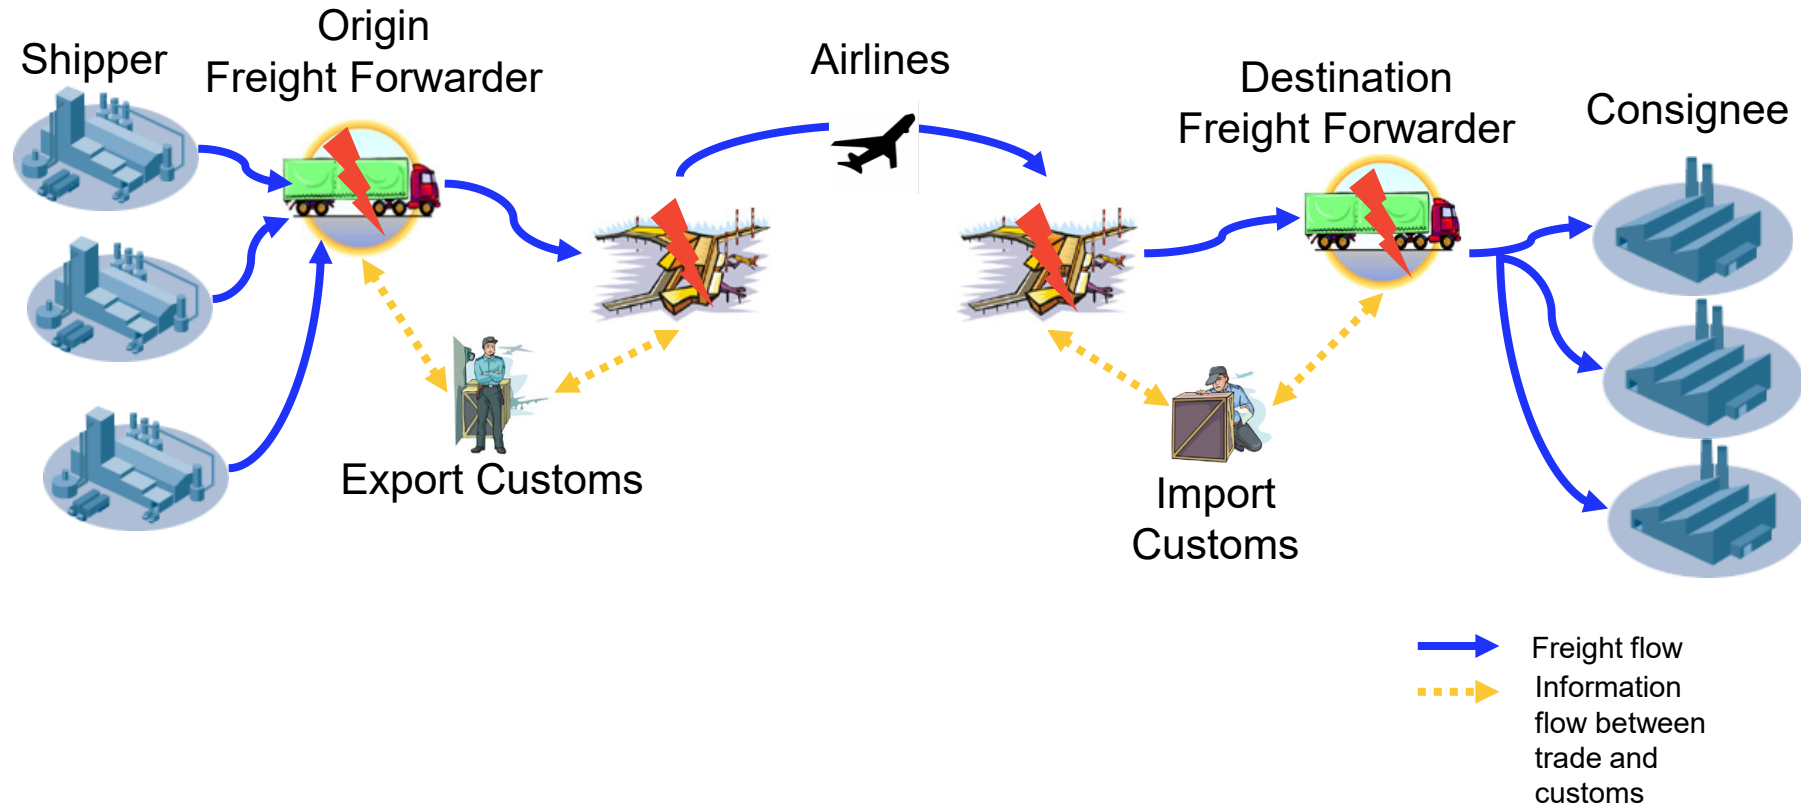 Shipper
Origin
Freight Forwarder
Airlines
Destination
Freight Forwarder
Consignee
Export Customs
Import
Customs
Freight flow
Information
flow between
trade and
customs